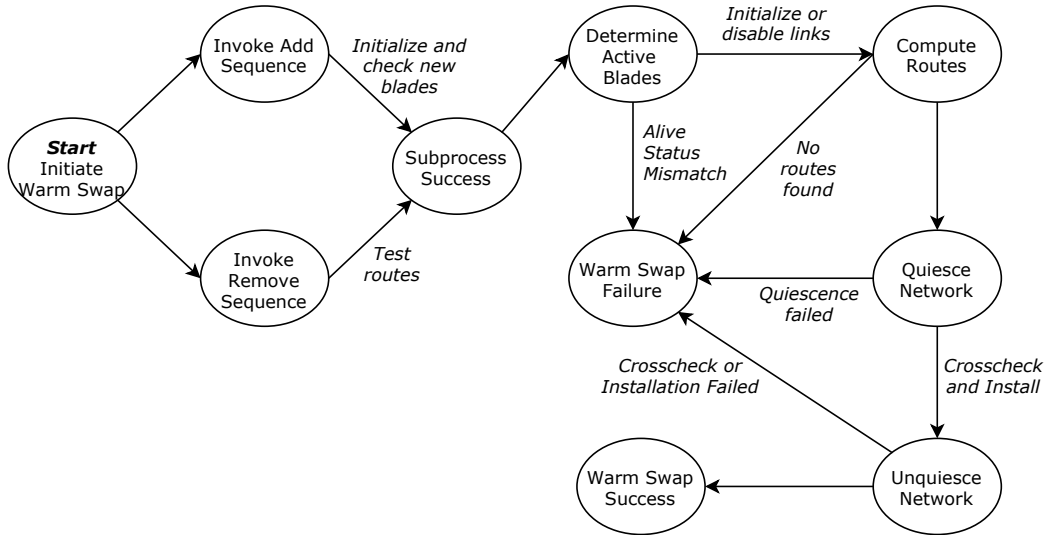 Start
Initiate
Warm Swap
Invoke Add
Sequence
Initialize and
check new
blades
Invoke
Remove
Sequence
Test
routes
Subprocess
Success
Determine
Active
Blades
Initialize or
disable links
Compute
Routes
Alive
Status
Mismatch
No
routes
found
Warm Swap
Failure
Quiescence
failed
Quiesce
Network
Crosscheck or
Installation Failed
Crosscheck
and Install
Warm Swap
Success
Unquiesce
Network